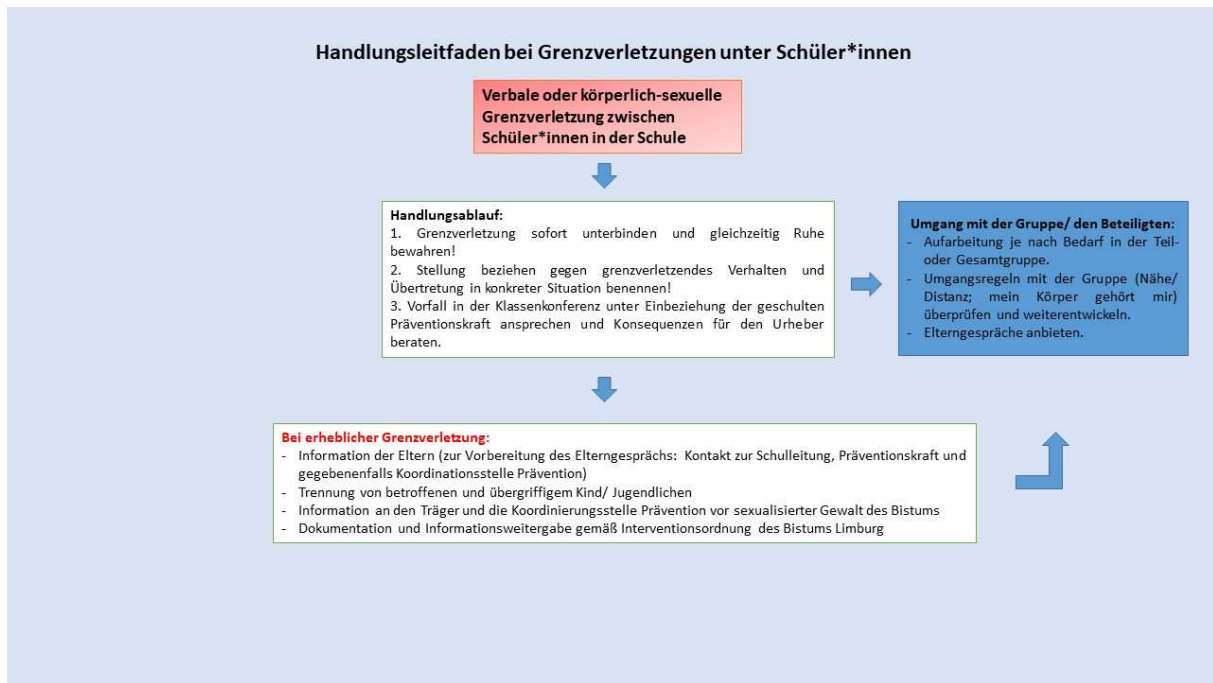 Handlungsleitfaden bei Grenzverletzungen unter Schüler*innen
Verbale oder körperlich-sexuelle
Grenzverletzung zwischen
Schüler*innen in der Schule
Handlungsablauf:
1. Grenzverletzung sofort unterbinden und gleichzeitig Ruhe
bewahren!
2. Stellung beziehen gegen grenzverletzendes Verhalten und
Übertretung in konkreter Situation benennen!
3. Vorfall in der Klassenkonferenz unter Einbeziehung der geschulten
Präventionskraft ansprechen und Konsequenzen für den Urheber
beraten.
Umgang mit der Gruppe/ den Beteiligten:
- Aufarbeitung je nach Bedarf in der Teil-
oder Gesamtgruppe.
- Umgangsregeln mit der Gruppe (Nähe/
Distanz; mein Körper gehört mir)
überprüfen und weiterentwickeln.
- Elterngespräche anbieten.
Bei erheblicher Grenzverletzung:
- Information der Eltern (zur Vorbereitung des Elterngesprächs: Kontakt zur Schulleitung, Präventionskraft und
gegebenenfalls Koordinationsstelle Prävention)
- Trennung von betroffenen und übergriffigem Kind/ Jugendlichen
- Information an den Träger und die Koordinierungsstelle Prävention vor sexualisierter Gewalt des Bistums
- Dokumentation und Informationsweitergabe gemäß Interventionsordnung des Bistums Limburg